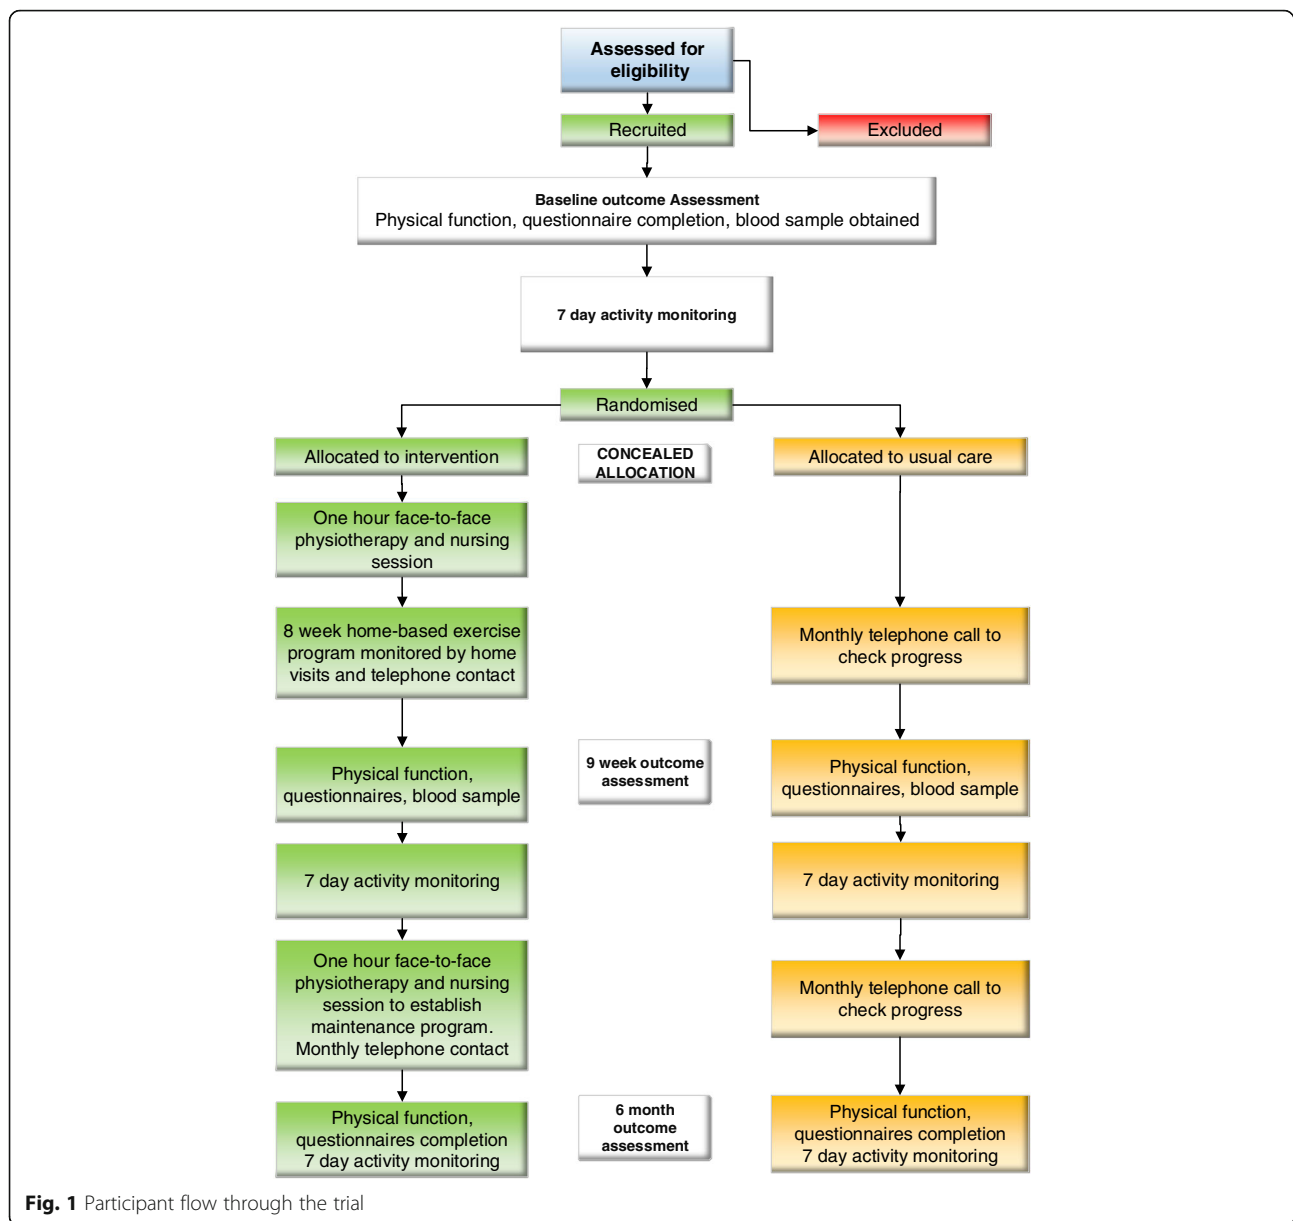 Assessed for
eligibility
Recruited
Excluded
Baseline outcome Assessment
Physical function, questionnaire completion, blood sample obtained
7 day activity monitoring
Randomised
Allocated to intervention
CONCEALED
ALLOCATION
Allocated to usual care
One hour face-to-face
physiotherapy and nursing
session
8 week home-based exercise
program monitored by home
visits and telephone contact
Monthly telephone call to
check progress
Physical function,
questionnaires, blood sample
9 week outcome
assessment
Physical function,
questionnaires, blood sample
7 day activity monitoring
7 day activity monitoring
One hour face-to-face
physiotherapy and nursing
session to establish
maintenance program.
Monthly telephone contact
Monthly telephone call to
check progress
Physical function,
questionnaires completion
7 day activity monitoring
6 month
outcome
assessment
Physical function,
questionnaires completion
7 day activity monitoring
Fig. 1 Participant flow through the trial